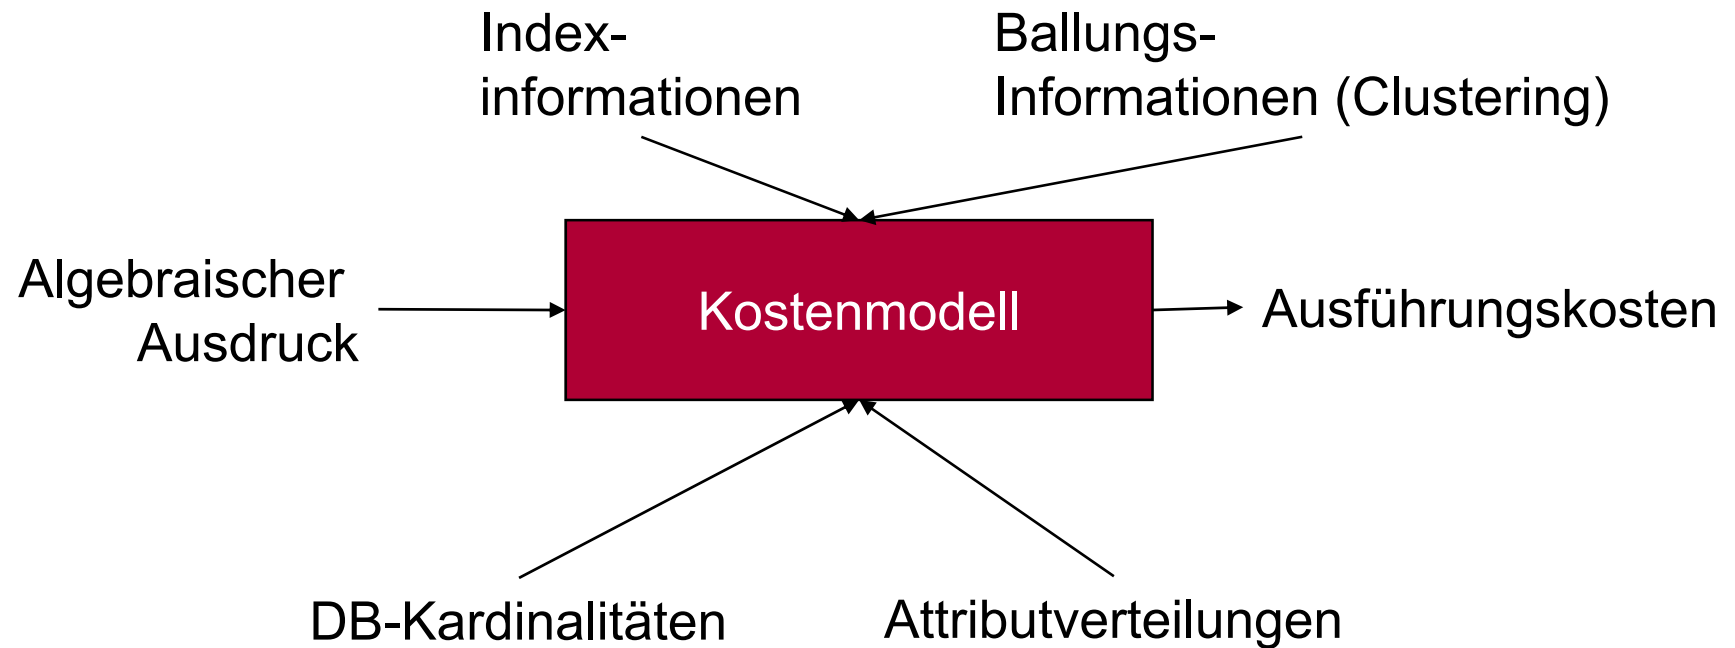 Index-
informationen
Ballungs-
Informationen (Clustering)
Algebraischer
Ausdruck
Kostenmodell
Ausführungskosten
DB-Kardinalitäten
Attributverteilungen